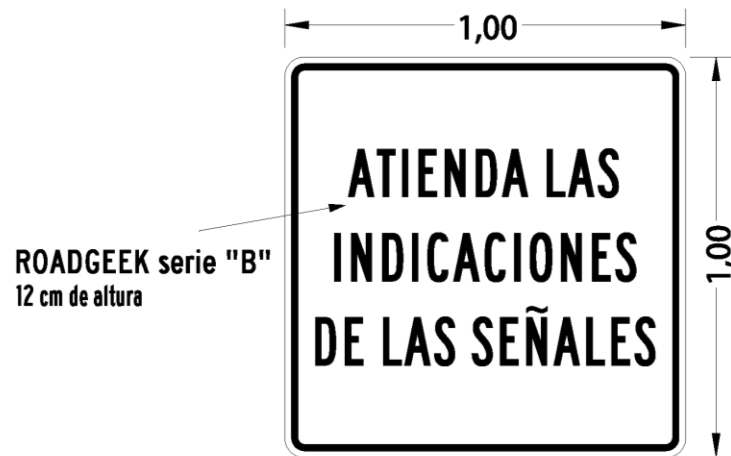 1,00
ATIENDA LAS
INDICACIONES
DE LAS SEÑALES
1,00
ROADGEEK serie "B"
12 cm de altura